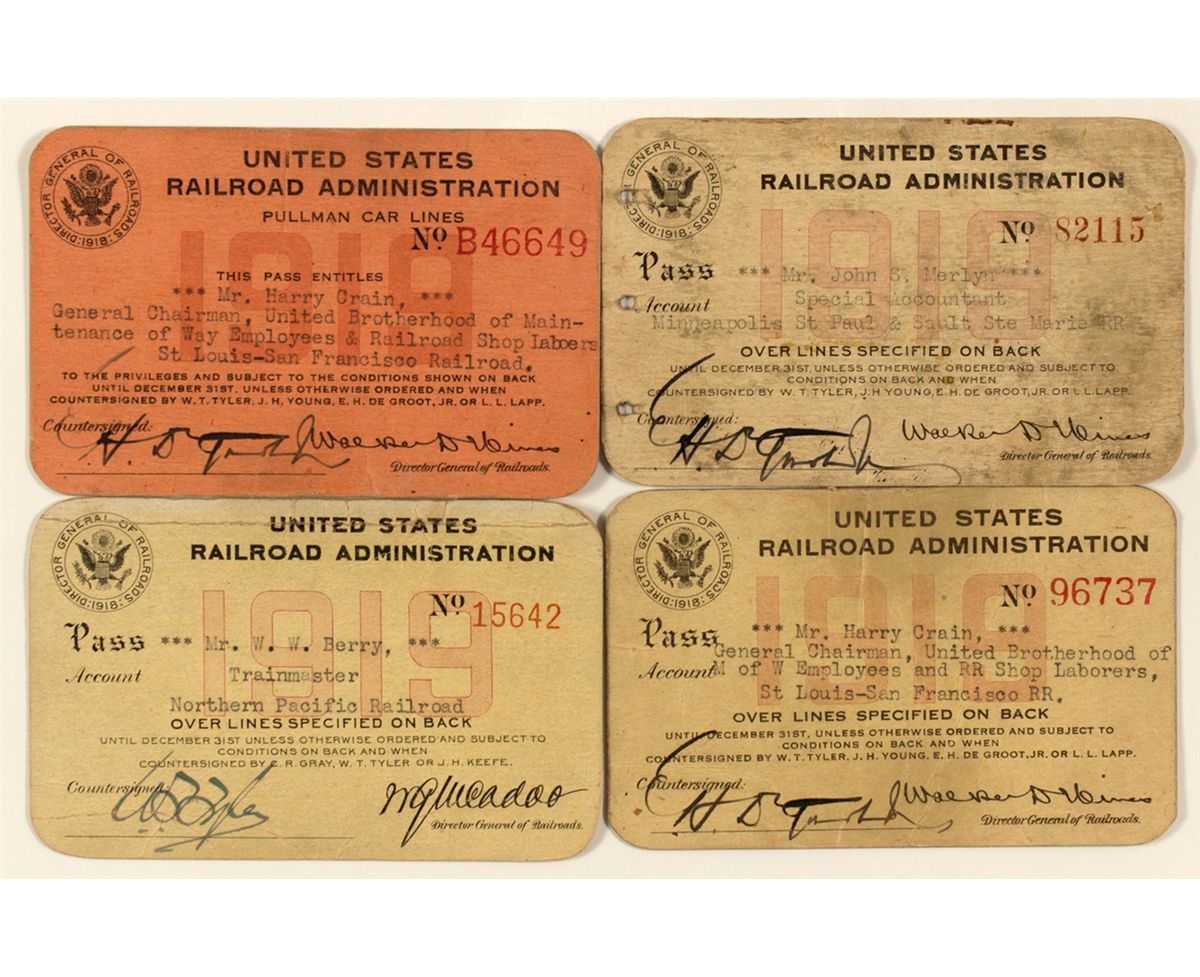 DIRECTOR GENERAL OF RAILROADS · 1918 ·
UNITED STATES
RAILROAD ADMINISTRATION
PULLMAN CAR LINES
1919
No B46649
THIS PASS ENTITLES
*** Mr. Harry Crain, ***
General Chairman, United Brotherhood of Main-
tenance of Way Employees & Railroad Shop Laboers
St Louis-San Francisco Railroad.
TO THE PRIVILEGES AND SUBJECT TO THE CONDITIONS SHOWN ON BACK
UNTIL DECEMBER 31ST, UNLESS OTHERWISE ORDERED AND WHEN
COUNTERSIGNED BY W. T. TYLER, J. H. YOUNG, E. H. DE GROOT, JR. OR L. L. LAPP.
Countersigned:
Walker D Hines
Director General of Railroads.
DIRECTOR GENERAL OF RAILROADS · 1918 ·
UNITED STATES
RAILROAD ADMINISTRATION
1919
No 82115
Pass *** Mr. John S. Merlyn ***
Account Special Accountant
Minneapolis St Paul & Sault Ste Marie RR
OVER LINES SPECIFIED ON BACK
UNTIL DECEMBER 31ST, UNLESS OTHERWISE ORDERED AND SUBJECT TO
CONDITIONS ON BACK AND WHEN
COUNTERSIGNED BY W. T. TYLER, J. H YOUNG, E. H. DE GROOT, JR. OR L. L. LAPP.
Countersigned:
Walker D Hines
Director General of Railroads.
DIRECTOR GENERAL OF RAILROADS · 1918 ·
UNITED STATES
RAILROAD ADMINISTRATION
1919
No 15642
Pass *** Mr. W. W. Berry, ***
Account Trainmaster
Northern Pacific Railroad
OVER LINES SPECIFIED ON BACK
UNTIL DECEMBER 31ST UNLESS OTHERWISE ORDERED AND SUBJECT TO
CONDITIONS ON BACK AND WHEN
COUNTERSIGNED BY C. R. GRAY, W. T. TYLER OR J. H. KEEFE.
Countersigned:
WG McAdoo
Director General of Railroads.
DIRECTOR GENERAL OF RAILROADS · 1918 ·
UNITED STATES
RAILROAD ADMINISTRATION
1919
No 96737
Pass *** Mr. Harry Crain, ***
General Chairman, United Brotherhood of
Account M of W Employees and RR Shop Laborers,
St Louis-San Francisco RR.
OVER LINES SPECIFIED ON BACK
UNTIL DECEMBER 31ST, UNLESS OTHERWISE ORDERED AND SUBJECT TO
CONDITIONS ON BACK AND WHEN
COUNTERSIGNED BY W. T. TYLER, J. H. YOUNG, E. H. DE GROOT, JR. OR L. L. LAPP.
Countersigned:
Walker D Hines
Director General of Railroads.